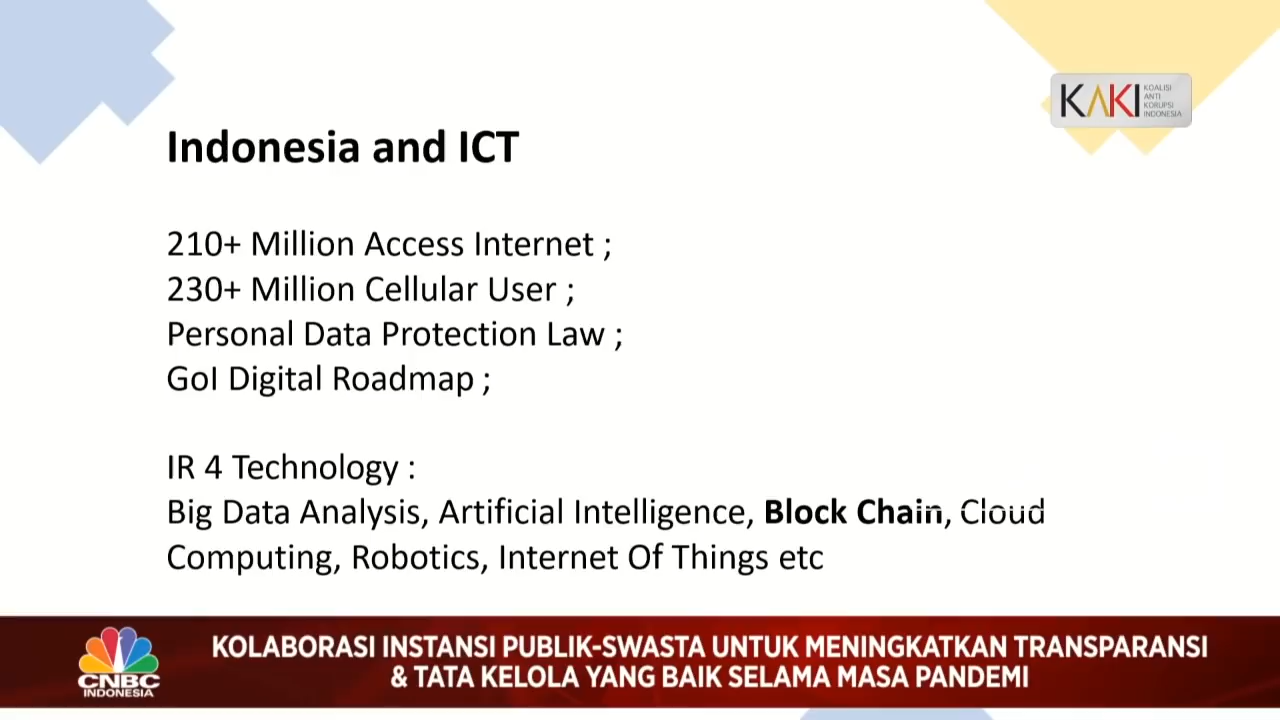 KAKI
KOALISI
ANTI
KORUPSI
INDONESIA
Indonesia and ICT
210+ Million Access Internet ;
230+ Million Cellular User ;
Personal Data Protection Law ;
GoI Digital Roadmap ;
IR 4 Technology :
Big Data Analysis, Artificial Intelligence, Block Chain, Cloud
Computing, Robotics, Internet Of Things etc
KOLABORASI INSTANSI PUBLIK-SWASTA UNTUK MENINGKATKAN TRANSPARANSI
& TATA KELOLA YANG BAIK SELAMA MASA PANDEMI
CNBC
INDONESIA